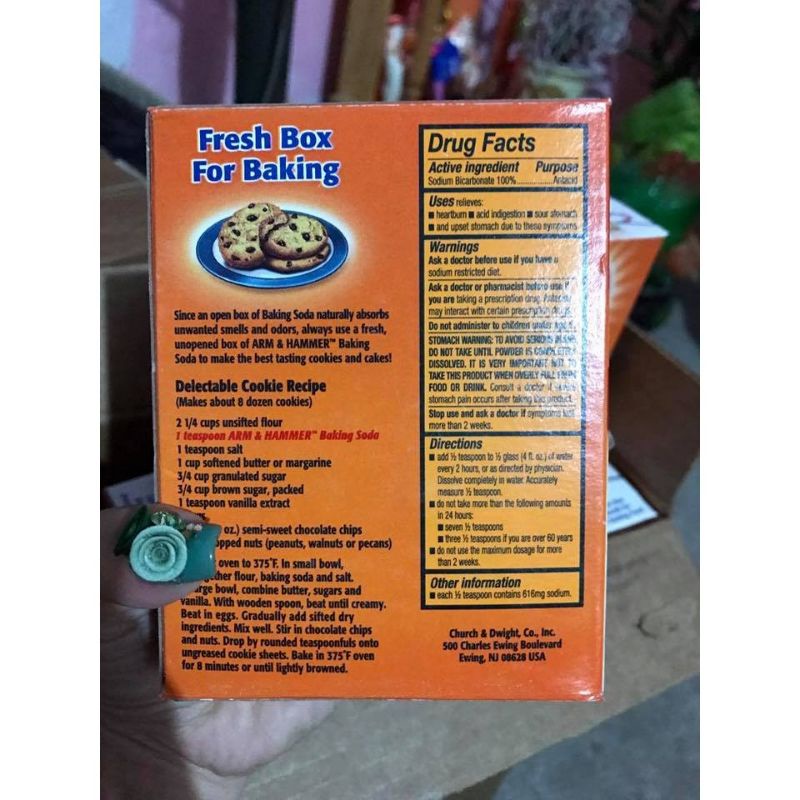 Fresh Box
For Baking
Since an open box of Baking Soda naturally absorbs
unwanted smells and odors, always use a fresh,
unopened box of ARM & HAMMER™ Baking
Soda to make the best tasting cookies and cakes!
Delectable Cookie Recipe
(Makes about 8 dozen cookies)
2 1/4 cups unsifted flour
1 teaspoon ARM & HAMMER™ Baking Soda
1 teaspoon salt
1 cup softened butter or margarine
3/4 cup granulated sugar
3/4 cup brown sugar, packed
1 teaspoon vanilla extract
oz.) semi-sweet chocolate chips
nuts (peanuts, walnuts or pecans)
oven to 375°F. In small bowl,
flour, baking soda and salt.
bowl, combine butter, sugars and
vanilla. With wooden spoon, beat until creamy.
Beat in eggs. Gradually add sifted dry
ingredients. Mix well. Stir in chocolate chips
and nuts. Drop by rounded teaspoonfuls onto
ungreased cookie sheets. Bake in 375°F oven
for 8 minutes or until lightly browned.
Drug Facts
Active ingredient Purpose
Sodium Bicarbonate 100%..............Antacid
Uses relieves:
■ heartburn ■ acid indigestion ■ sour stomach
■ and upset stomach due to these symptoms
Warnings
Ask a doctor before use if you have a
sodium restricted diet.
Ask a doctor or pharmacist before use if
you are taking a prescription drug. Antacids
may interact with certain prescription drugs.
Do not administer to children under age
STOMACH WARNING: TO AVOID SERIOUS
DO NOT TAKE UNTIL POWDER IS COMPLETELY
DISSOLVED. IT IS VERY IMPORTANT NOT TO
TAKE THIS PRODUCT WHEN OVERLY FULL FROM
FOOD OR DRINK. Consult a doctor if severe
stomach pain occurs after taking this product.
Stop use and ask a doctor if symptoms last
more than 2 weeks.
Directions
■ add ½ teaspoon to ½ glass (4 fl. oz.) of water
every 2 hours, or as directed by physician.
Dissolve completely in water. Accurately
measure ½ teaspoon.
■ do not take more than the following amounts
in 24 hours:
■ seven ½ teaspoons
■ three ½ teaspoons if you are over 60 years
■ do not use the maximum dosage for more
than 2 weeks.
Other information
■ each ½ teaspoon contains 616mg sodium.
Church & Dwight, Co., Inc.
500 Charles Ewing Boulevard
Ewing, NJ 08628 USA